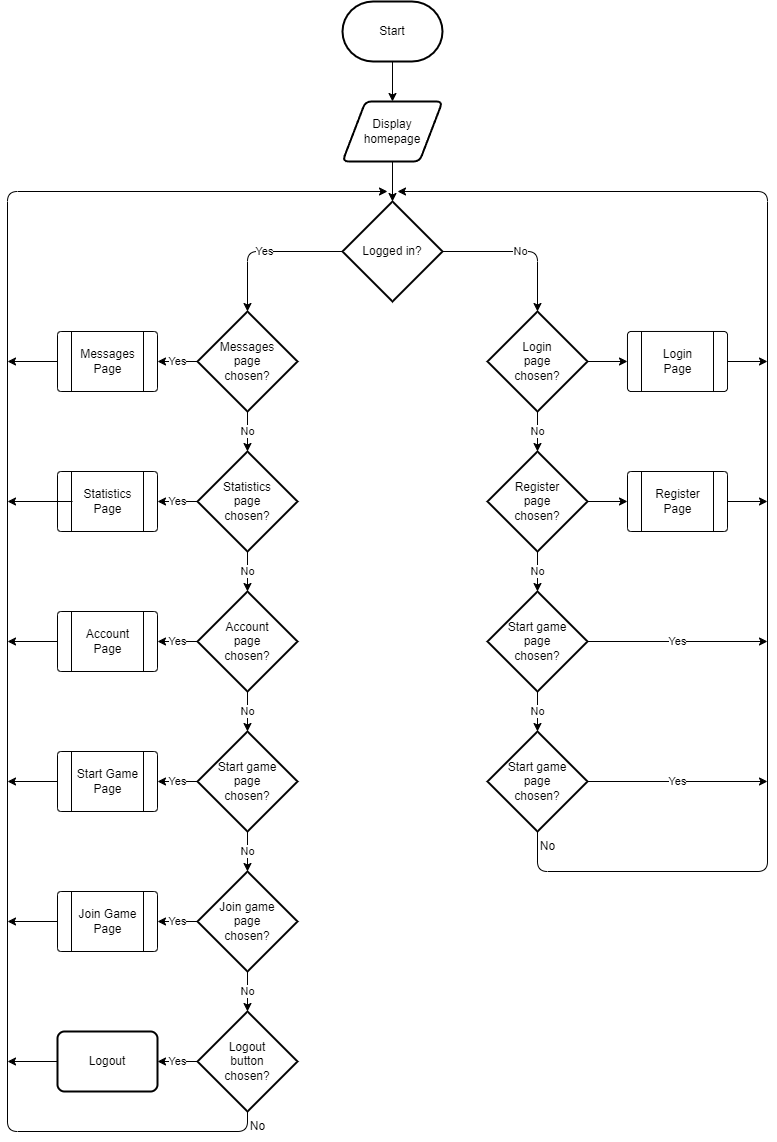 Start
Display
homepage
Logged in?
Yes
No
Messages
page
chosen?
Yes
Messages
Page
No
Statistics
page
chosen?
Yes
Statistics
Page
No
Account
page
chosen?
Yes
Account
Page
No
Start game
page
chosen?
Yes
Start Game
Page
No
Join game
page
chosen?
Yes
Join Game
Page
No
Logout
button
chosen?
Yes
Logout
No
Login
page
chosen?
Login
Page
No
Register
page
chosen?
Register
Page
No
Start game
page
chosen?
Yes
No
Start game
page
chosen?
Yes
No